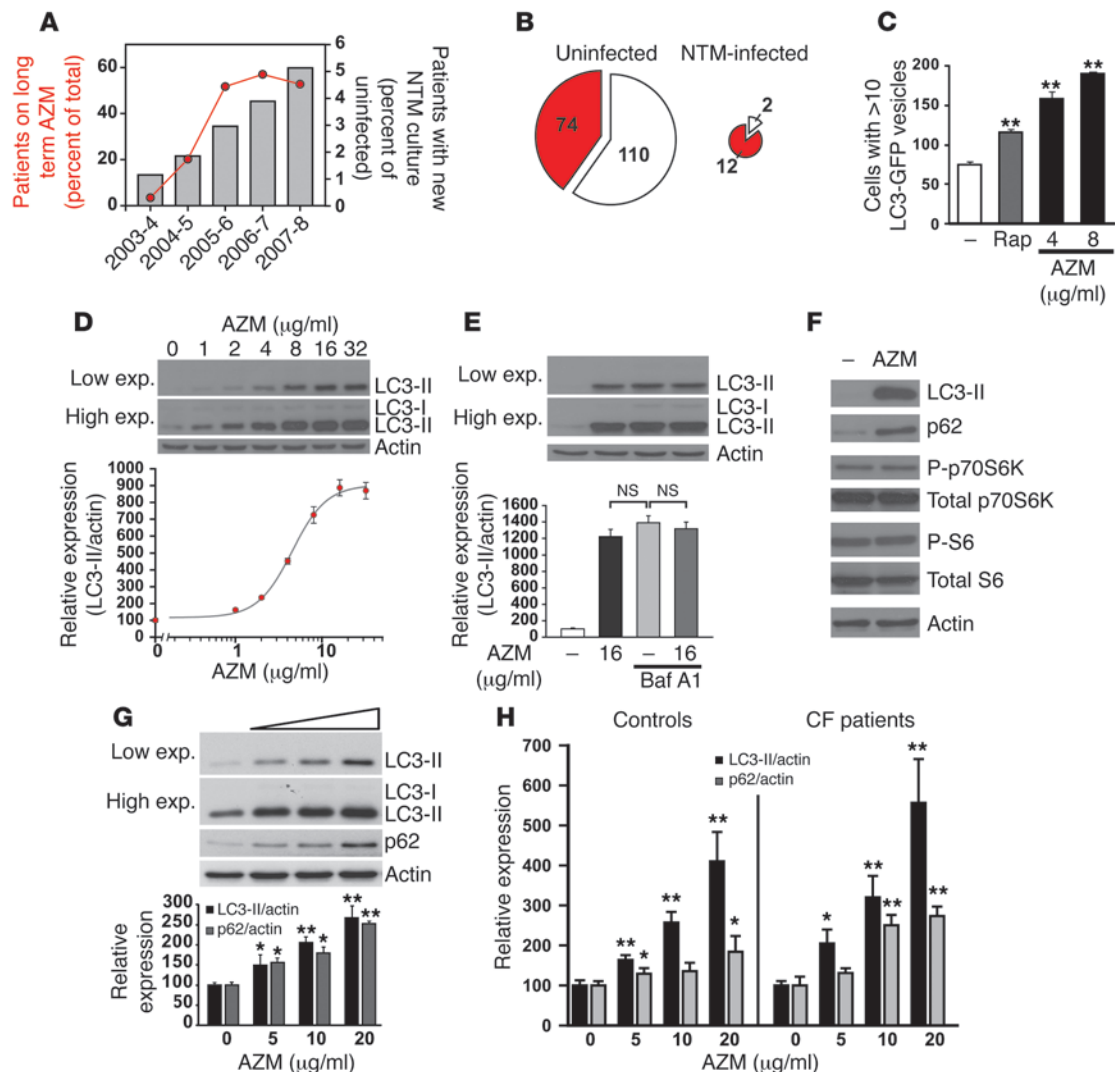 A
Patients on long
term AZM
(percent of total)
60
40
20
0
6
5
4
3
2
1
0
Patients with new
NTM culture
(percent of
uninfected)
2003-4
2004-5
2005-6
2006-7
2007-8
B
Uninfected
NTM-infected
74
110
2
12
C
Cells with >10
LC3-GFP vesicles
200
150
100
50
0
**
**
**
– Rap 4 8
AZM
(μg/ml)
D
AZM (μg/ml)
0 1 2 4 8 16 32
Low exp.
LC3-II
High exp.
LC3-I
LC3-II
Actin
Relative expression
(LC3-II/actin)
1000
900
800
700
600
500
400
300
200
100
0
0 1 10
AZM (μg/ml)
E
Low exp.
LC3-II
High exp.
LC3-I
LC3-II
Actin
Relative expression
(LC3-II/actin)
1600
1400
1200
1000
800
600
400
200
0
NS NS
AZM – 16 – 16
(μg/ml) Baf A1
F
– AZM
LC3-II
p62
P-p70S6K
Total p70S6K
P-S6
Total S6
Actin
G
Low exp.
LC3-II
High exp.
LC3-I
LC3-II
p62
Actin
Relative
expression
300
250
200
150
100
50
0
LC3-II/actin
p62/actin
* *
** *
** **
0 5 10 20
AZM (μg/ml)
H
Controls
CF patients
Relative expression
700
600
500
400
300
200
100
0
LC3-II/actin
p62/actin
** *
**
** *
*
** **
** **
0 5 10 20 0 5 10 20
AZM (μg/ml)